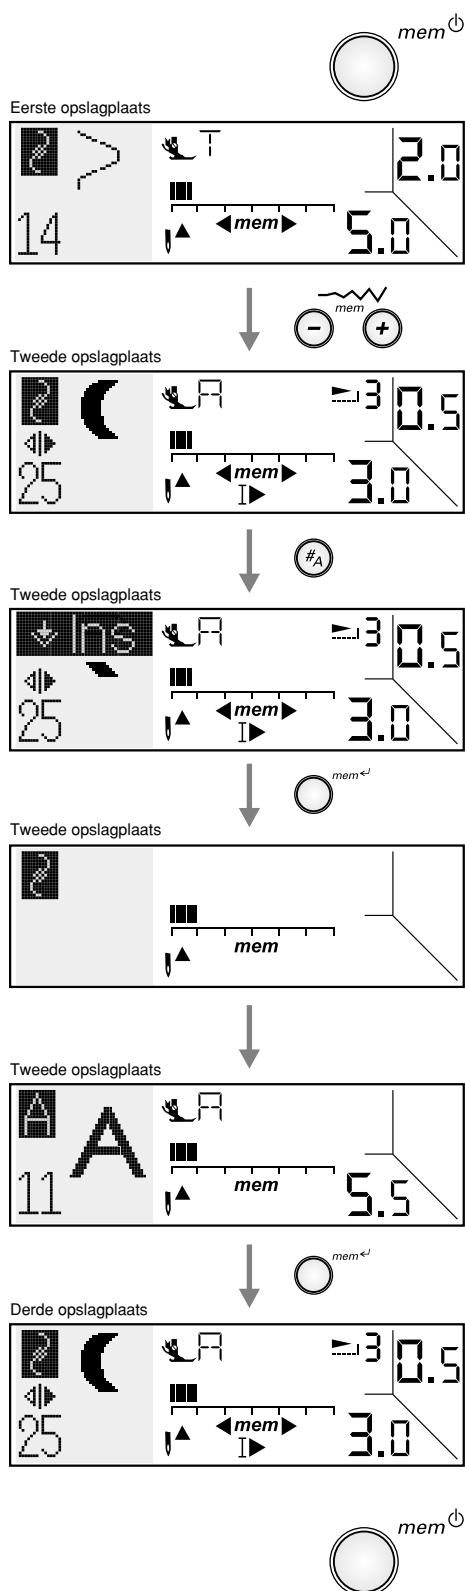 mem
Eerste opslagplaats
T 2.0
14 mem 5.0
mem
− +
Tweede opslagplaats
A 3 0.5
25 mem 3.0
#A
Tweede opslagplaats
Ins A 3 0.5
25 mem 3.0
mem
Tweede opslagplaats
mem
Tweede opslagplaats
A A A
11 mem 5.5
mem
Derde opslagplaats
A 3 0.5
25 mem 3.0
mem